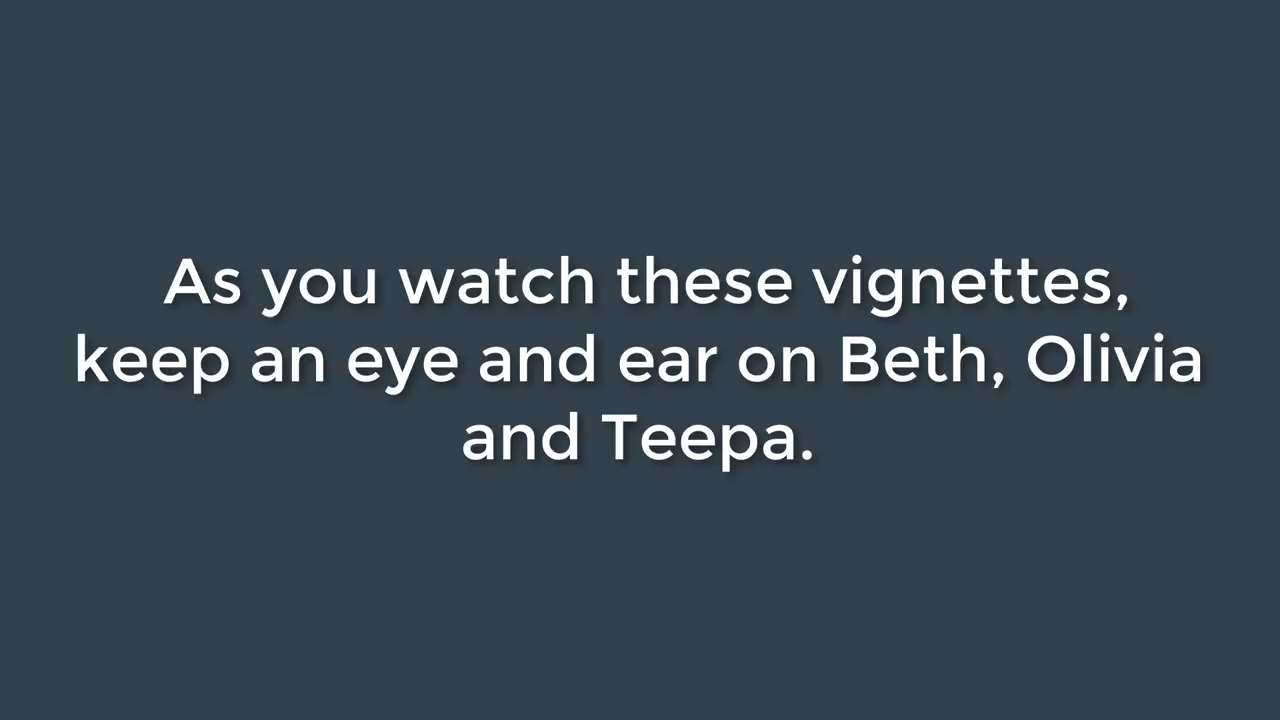 As you watch these vignettes,
keep an eye and ear on Beth, Olivia
and Teepa.